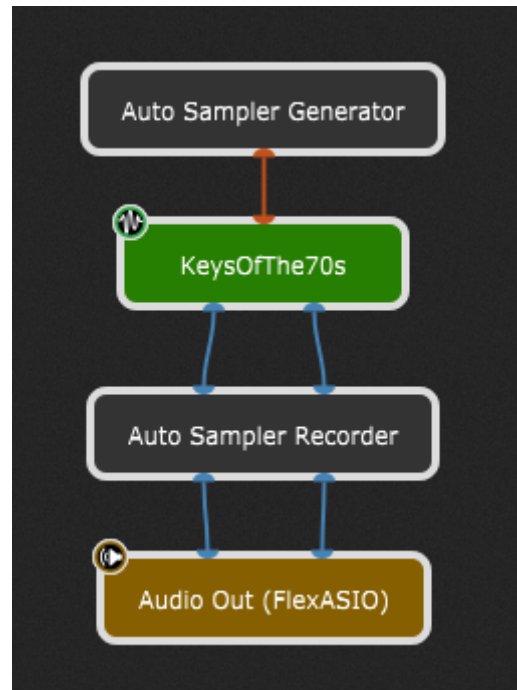 Auto Sampler Generator
KeysOfThe70s
Auto Sampler Recorder
Audio Out (FlexASIO)